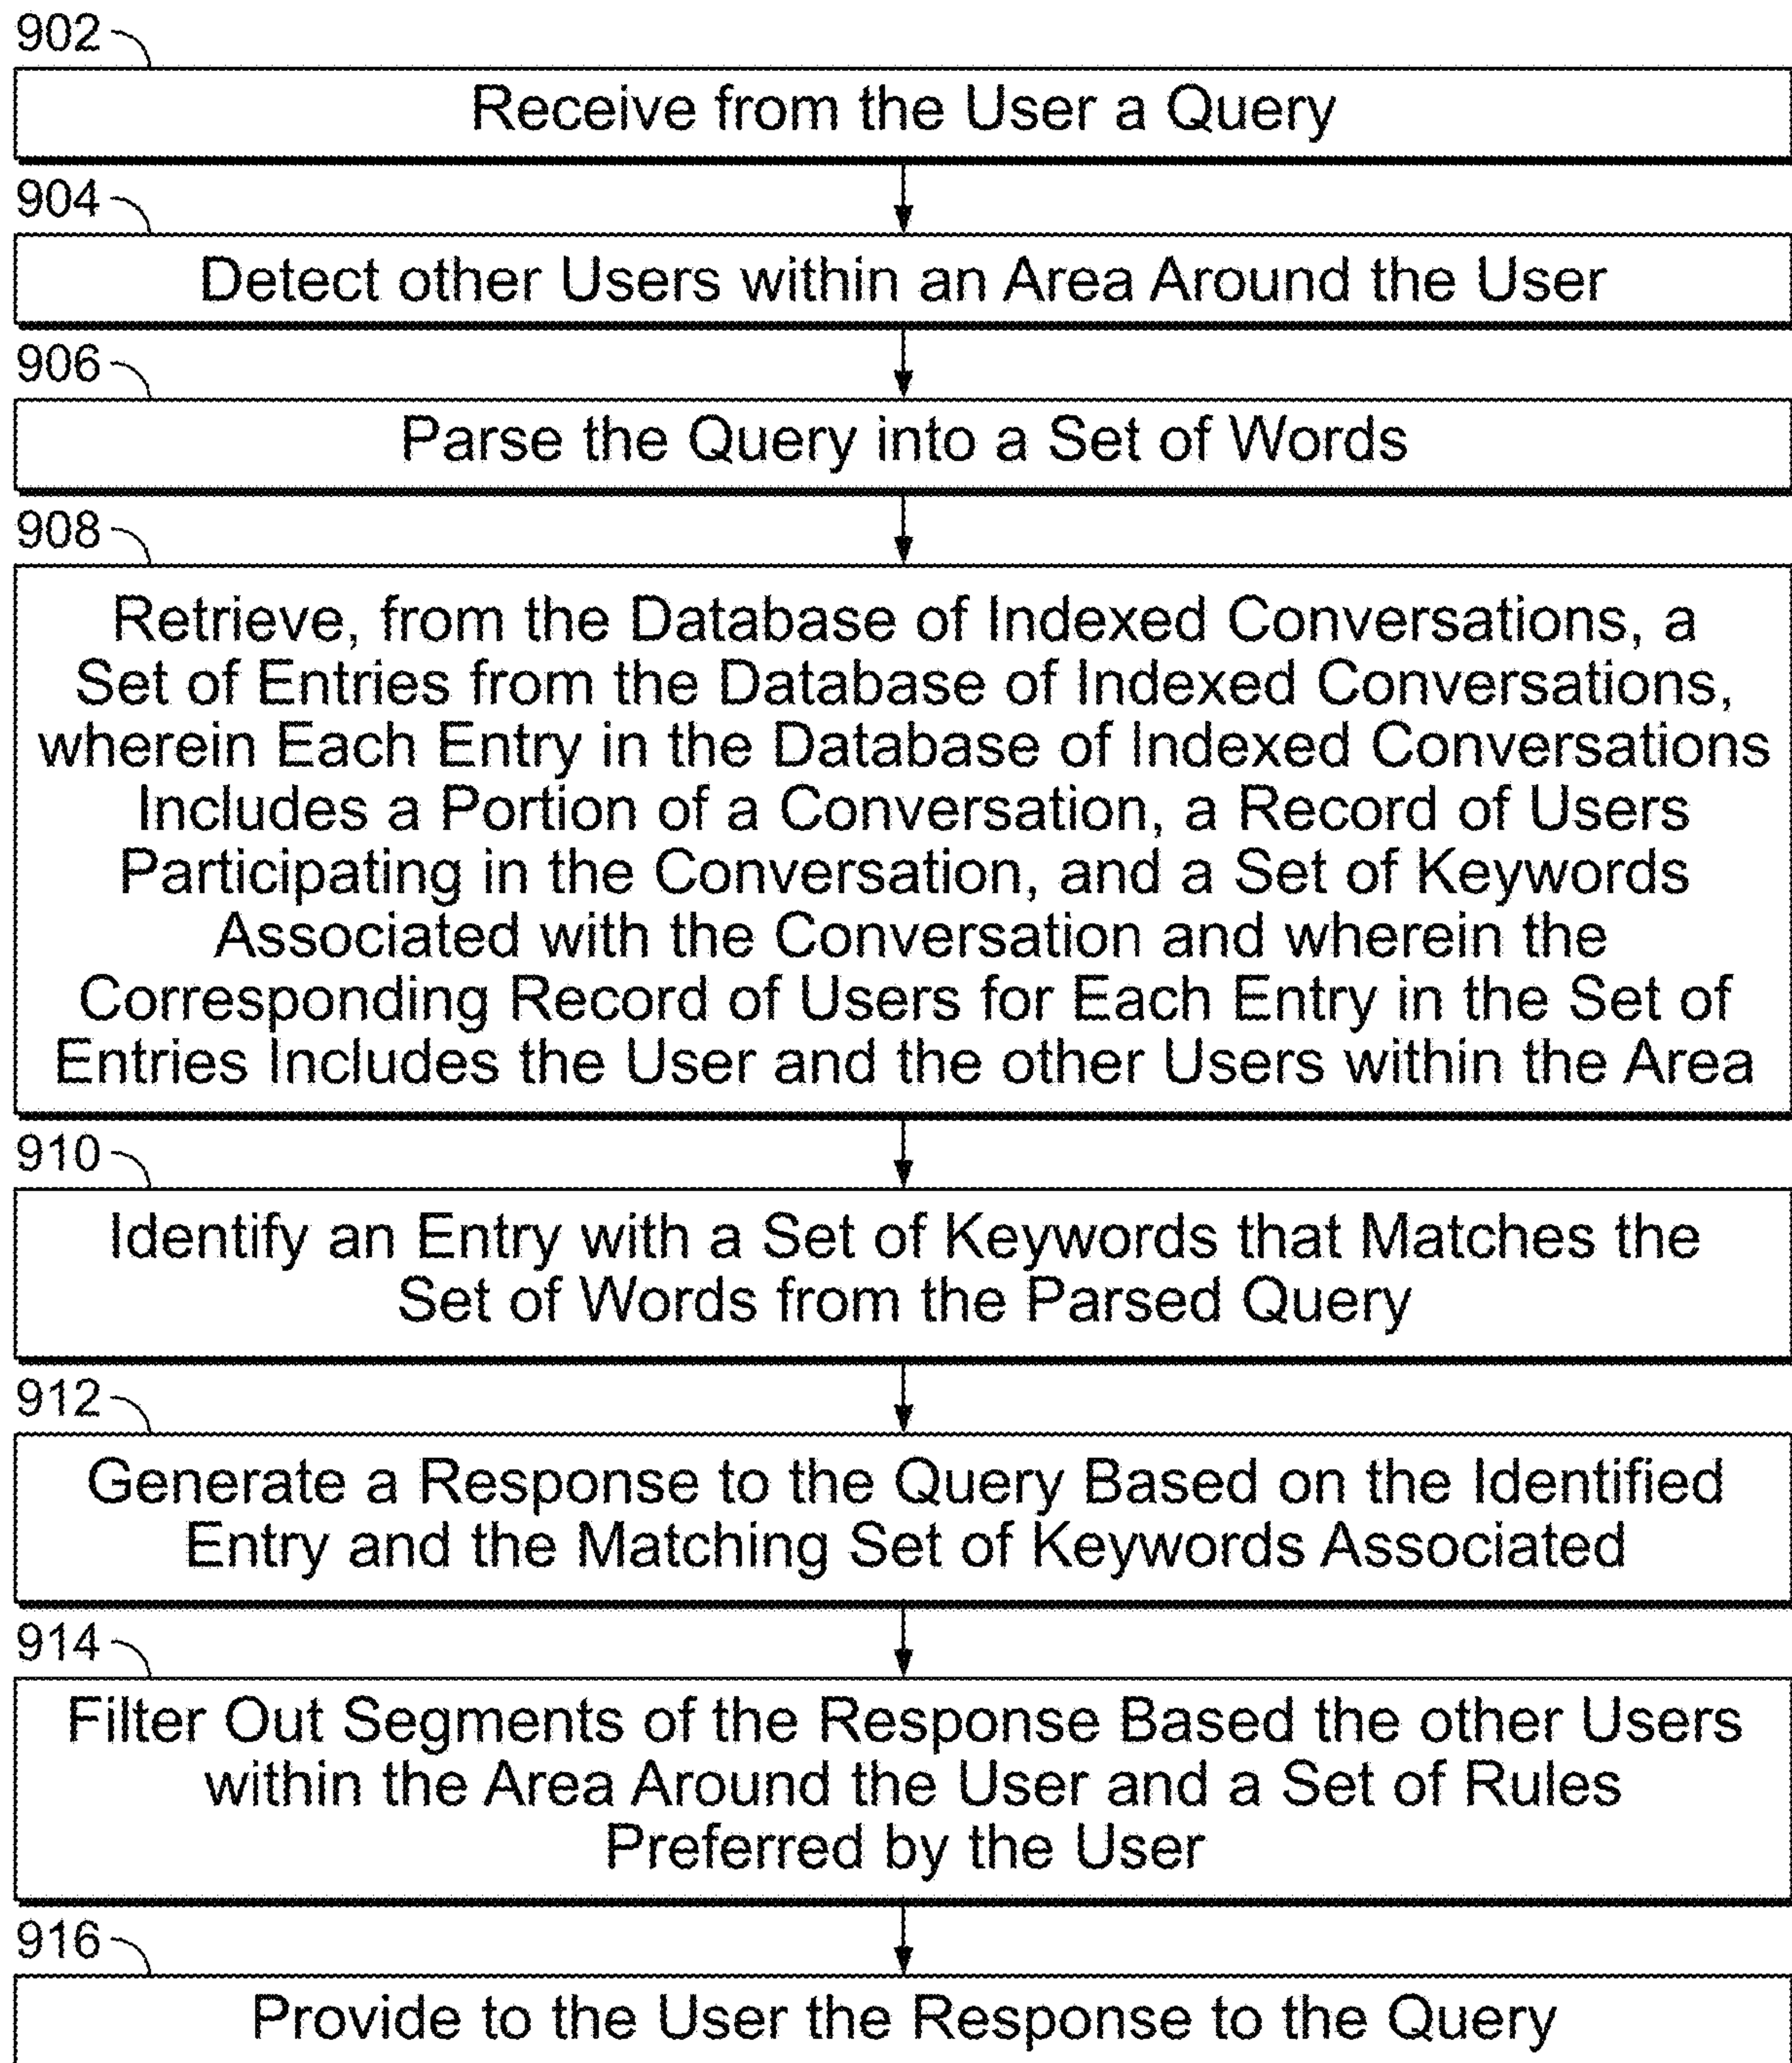 902
Receive from the User a Query
904
Detect other Users within an Area Around the User
906
Parse the Query into a Set of Words
908
Retrieve, from the Database of Indexed Conversations, a
Set of Entries from the Database of Indexed Conversations,
wherein Each Entry in the Database of Indexed Conversations
Includes a Portion of a Conversation, a Record of Users
Participating in the Conversation, and a Set of Keywords
Associated with the Conversation and wherein the
Corresponding Record of Users for Each Entry in the Set of
Entries Includes the User and the other Users within the Area
910
Identify an Entry with a Set of Keywords that Matches the
Set of Words from the Parsed Query
912
Generate a Response to the Query Based on the Identified
Entry and the Matching Set of Keywords Associated
914
Filter Out Segments of the Response Based the other Users
within the Area Around the User and a Set of Rules
Preferred by the User
916
Provide to the User the Response to the Query